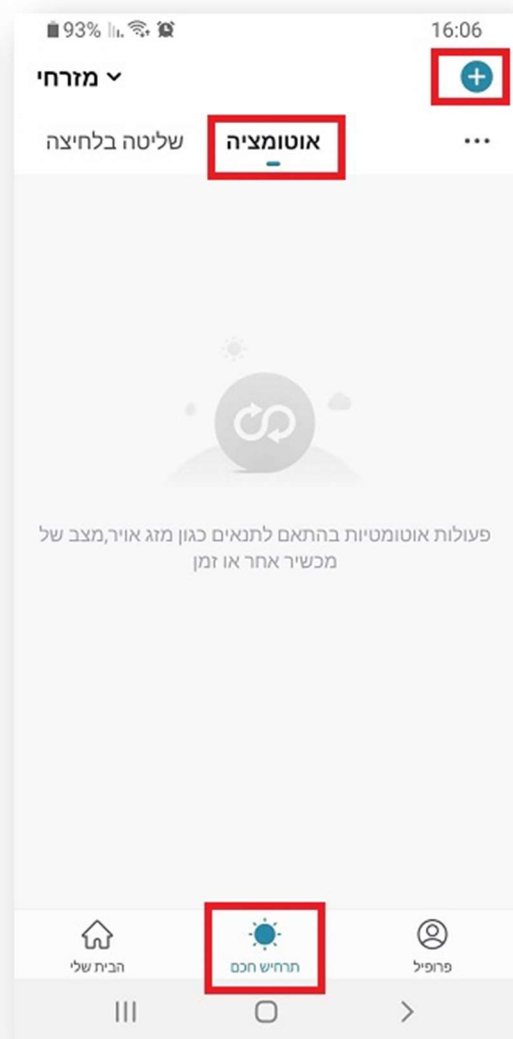 93% 16:06
מזרחי
שליטה בלחיצה אוטומציה
פעולות אוטומטיות בהתאם לתנאים כגון מזג אויר,מצב של
מכשיר אחר או זמן
הבית שלי תרחיש חכם פרופיל